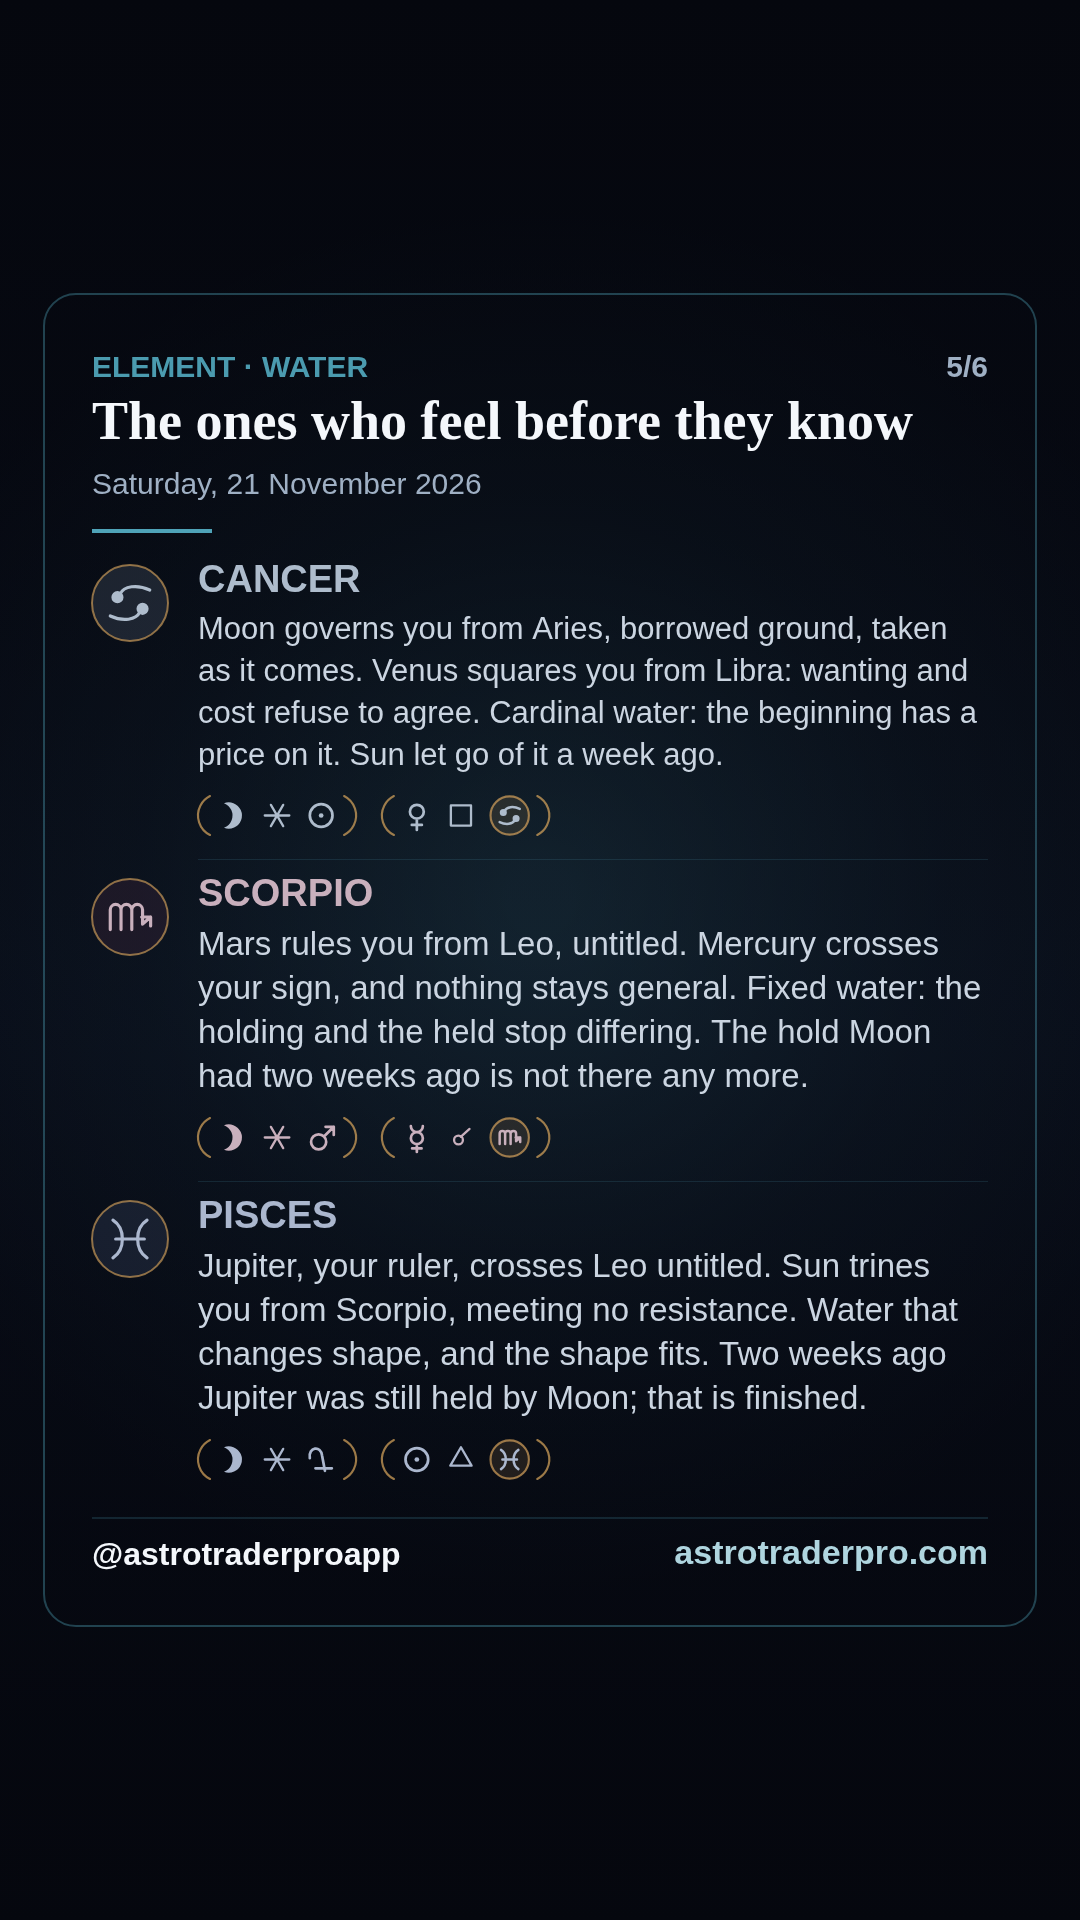 ELEMENT · WATER
5/6
The ones who feel before they know
Saturday, 21 November 2026
CANCER
Moon governs you from Aries, borrowed ground, taken
as it comes. Venus squares you from Libra: wanting and
cost refuse to agree. Cardinal water: the beginning has a
price on it. Sun let go of it a week ago.
SCORPIO
Mars rules you from Leo, untitled. Mercury crosses
your sign, and nothing stays general. Fixed water: the
holding and the held stop differing. The hold Moon
had two weeks ago is not there any more.
PISCES
Jupiter, your ruler, crosses Leo untitled. Sun trines
you from Scorpio, meeting no resistance. Water that
changes shape, and the shape fits. Two weeks ago
Jupiter was still held by Moon; that is finished.
@astrotraderproapp
astrotraderpro.com